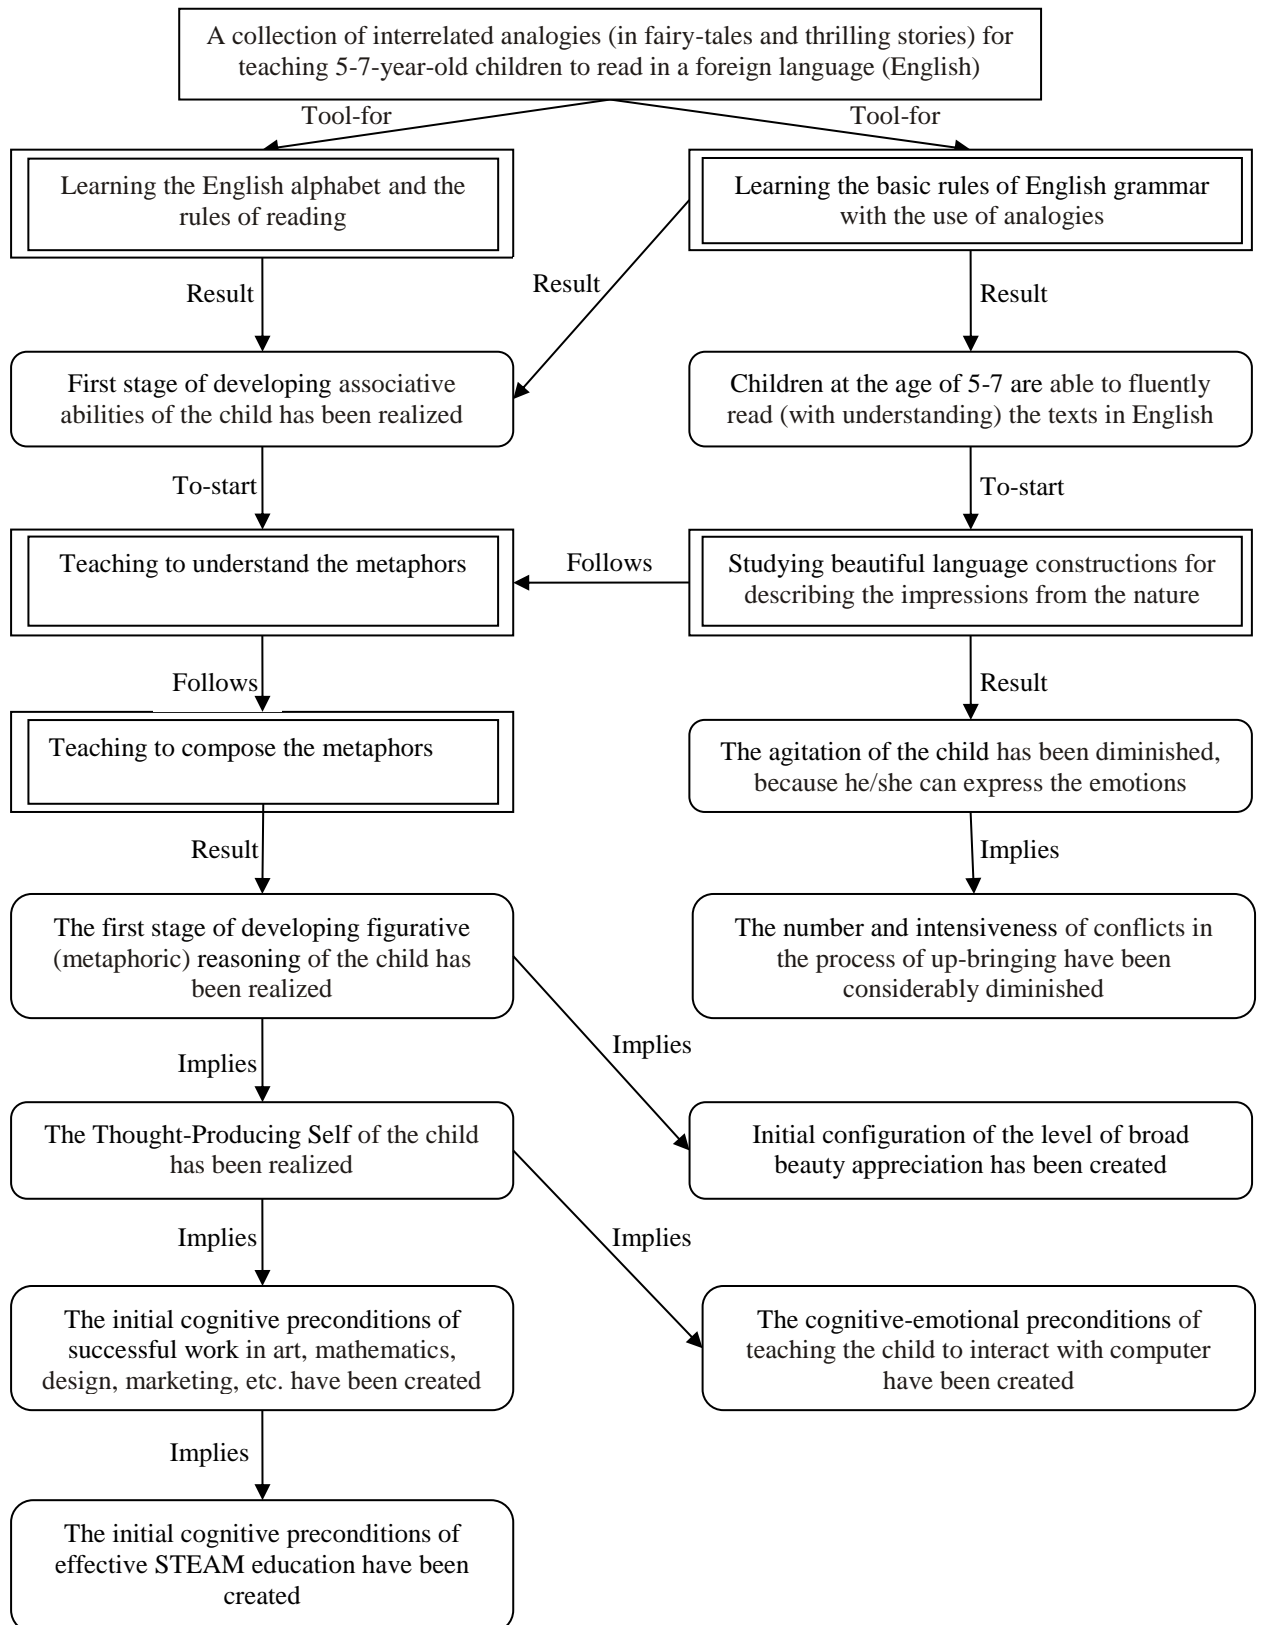 A collection of interrelated analogies (in fairy-tales and thrilling stories) for
teaching 5-7-year-old children to read in a foreign language (English)
Tool-for
Tool-for
Learning the English alphabet and the
rules of reading
Learning the basic rules of English grammar
with the use of analogies
Result
Result
Result
First stage of developing associative
abilities of the child has been realized
Children at the age of 5-7 are able to fluently
read (with understanding) the texts in English
To-start
To-start
Teaching to understand the metaphors
Follows
Studying beautiful language constructions for
describing the impressions from the nature
Follows
Result
Teaching to compose the metaphors
The agitation of the child has been diminished,
because he/she can express the emotions
Result
Implies
The first stage of developing figurative
(metaphoric) reasoning of the child has
been realized
The number and intensiveness of conflicts in
the process of up-bringing have been
considerably diminished
Implies
Implies
The Thought-Producing Self of the child
has been realized
Initial configuration of the level of broad
beauty appreciation has been created
Implies
Implies
The initial cognitive preconditions of
successful work in art, mathematics,
design, marketing, etc. have been created
The cognitive-emotional preconditions of
teaching the child to interact with computer
have been created
Implies
The initial cognitive preconditions of
effective STEAM education have been
created